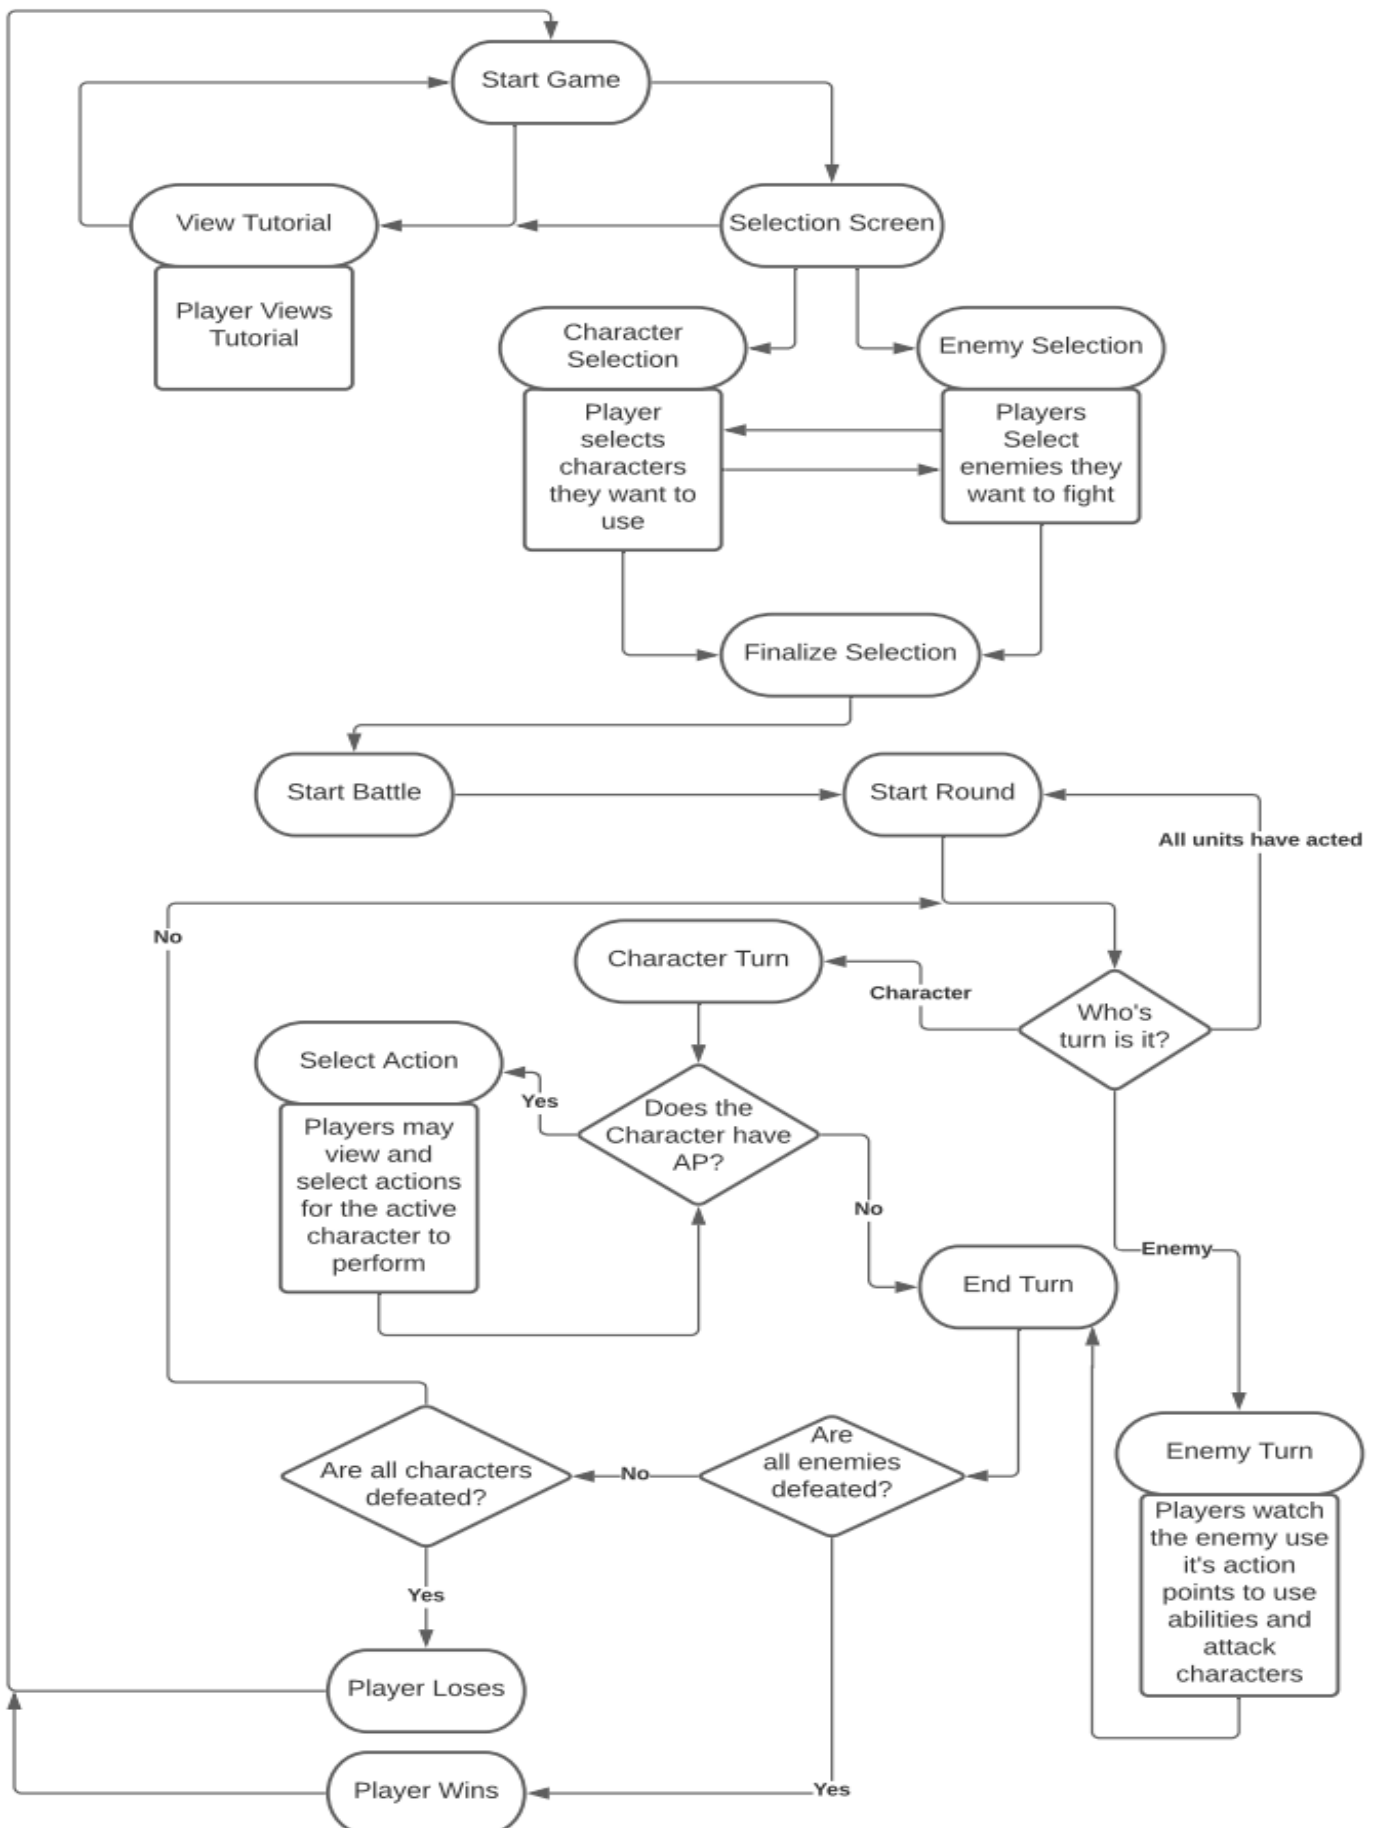 Start Game
View Tutorial
Selection Screen
Player Views
Tutorial
Character
Selection
Enemy Selection
Player
selects
characters
they want to
use
Players
Select
enemies they
want to fight
Finalize Selection
Start Battle
Start Round
All units have acted
No
Character Turn
Character
Who's
turn is it?
Select Action
Yes
Does the
Character have
AP?
Players may
view and
select actions
for the active
character to
perform
No
Enemy
End Turn
Are all characters
defeated?
No
Are
all enemies
defeated?
Enemy Turn
Players watch
the enemy use
it's action
points to use
abilities and
attack
characters
Yes
Player Loses
Player Wins
Yes